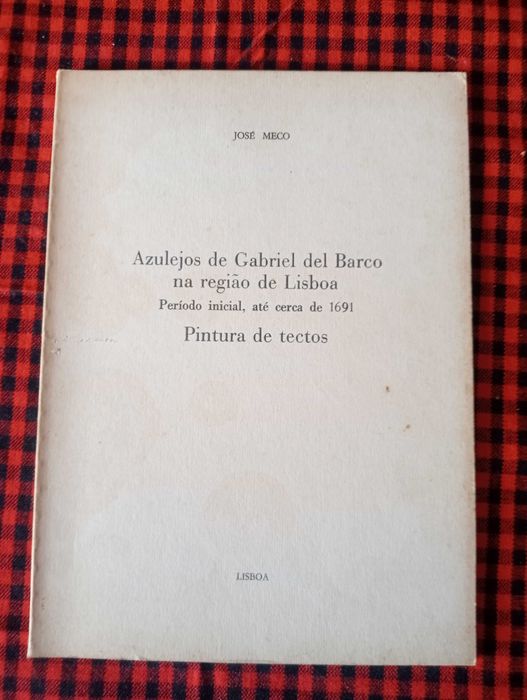 JOSÉ MECO
Azulejos de Gabriel del Barco
na região de Lisboa
Período inicial, até cerca de 1691
Pintura de tectos
LISBOA